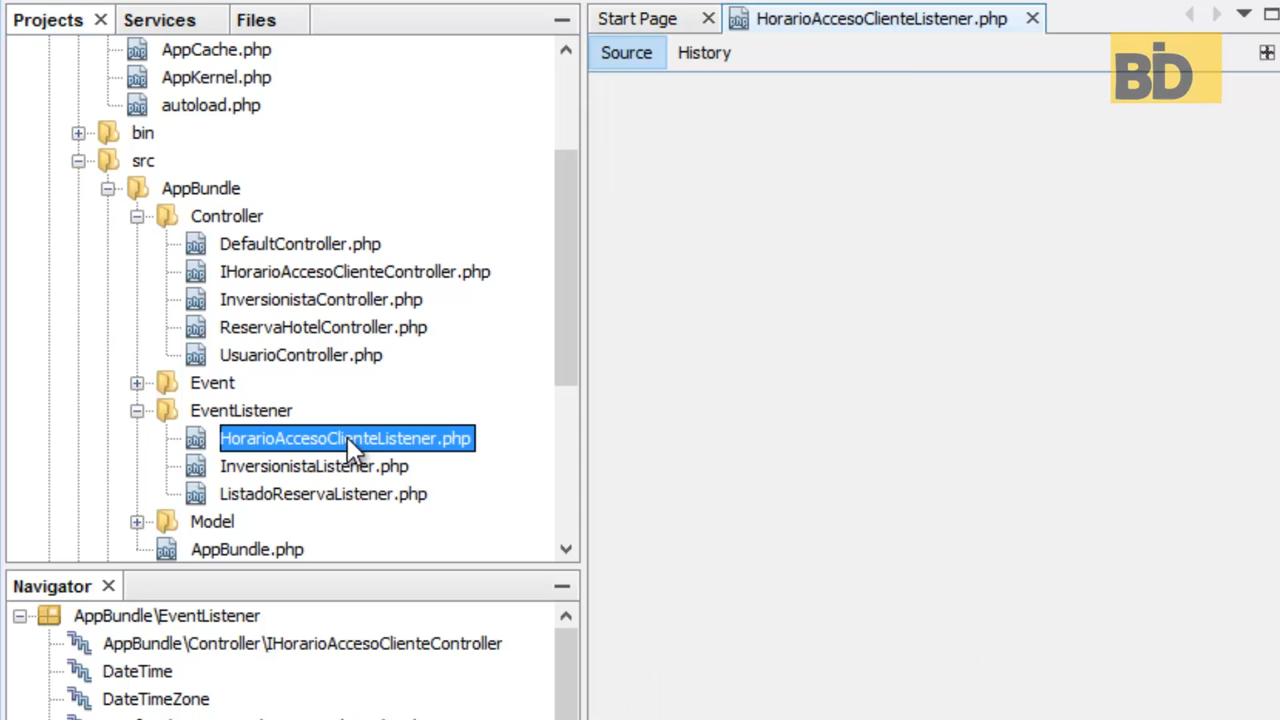 Projects
Services
Files
AppCache.php
AppKernel.php
autoload.php
bin
src
AppBundle
Controller
DefaultController.php
IHorarioAccesoClienteController.php
InversionistaController.php
ReservaHotelController.php
UsuarioController.php
Event
EventListener
HorarioAccesoClienteListener.php
InversionistaListener.php
ListadoReservaListener.php
Model
AppBundle.php
Navigator
AppBundle\EventListener
AppBundle\Controller\IHorarioAccesoClienteController
DateTime
DateTimeZone
Start Page
HorarioAccesoClienteListener.php
Source
History
BiD